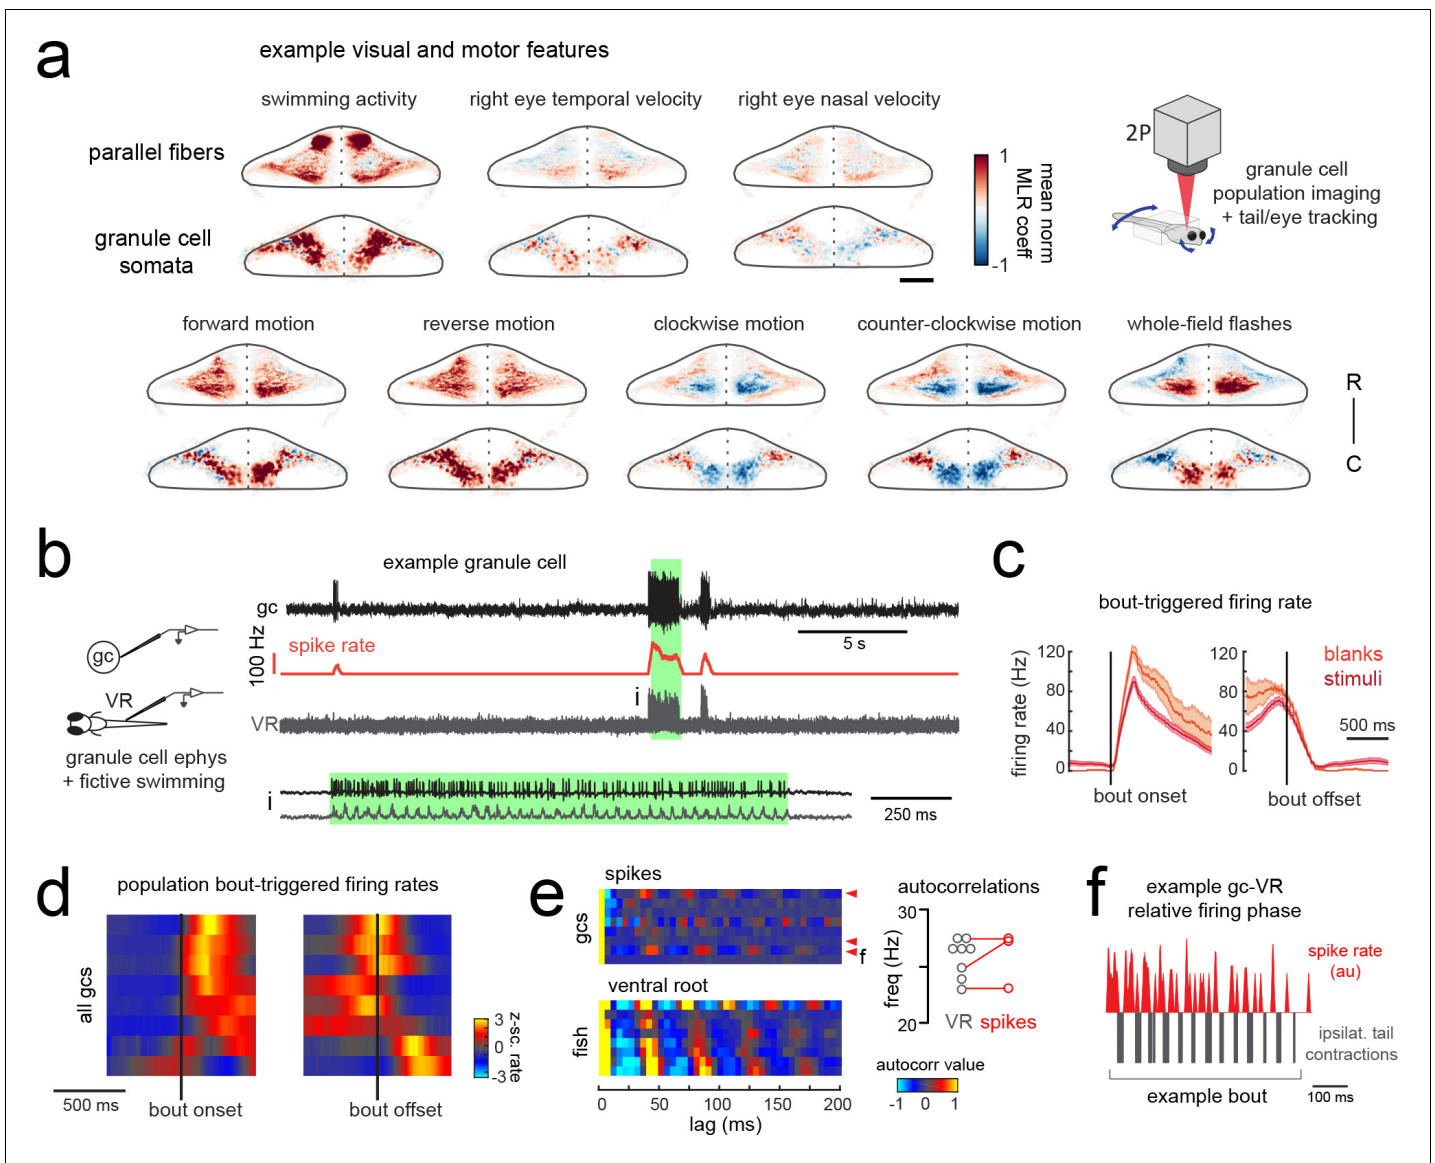 a
example visual and motor features
swimming activity
right eye temporal velocity
right eye nasal velocity
parallel fibers
granule cell
somata
1
-1
mean norm
MLR coeff
2P
granule cell
population imaging
+ tail/eye tracking
forward motion
reverse motion
clockwise motion
counter-clockwise motion
whole-field flashes
R
C
b
example granule cell
gc
100 Hz
spike rate
5 s
i
VR
gc
VR
granule cell ephys
+ fictive swimming
i
250 ms
c
bout-triggered firing rate
firing rate (Hz)
120
80
40
0
120
80
40
0
blanks
stimuli
500 ms
bout onset
bout offset
d
population bout-triggered firing rates
all gcs
3
0
-3
z-sc. rate
500 ms
bout onset
bout offset
e
spikes
gcs
f
ventral root
fish
0
50
100
150
200
lag (ms)
autocorrelations
30
20
freq (Hz)
VR
spikes
autocorr value
-1
0
1
f
example gc-VR
relative firing phase
spike rate
(au)
ipsilat. tail
contractions
example bout
100 ms